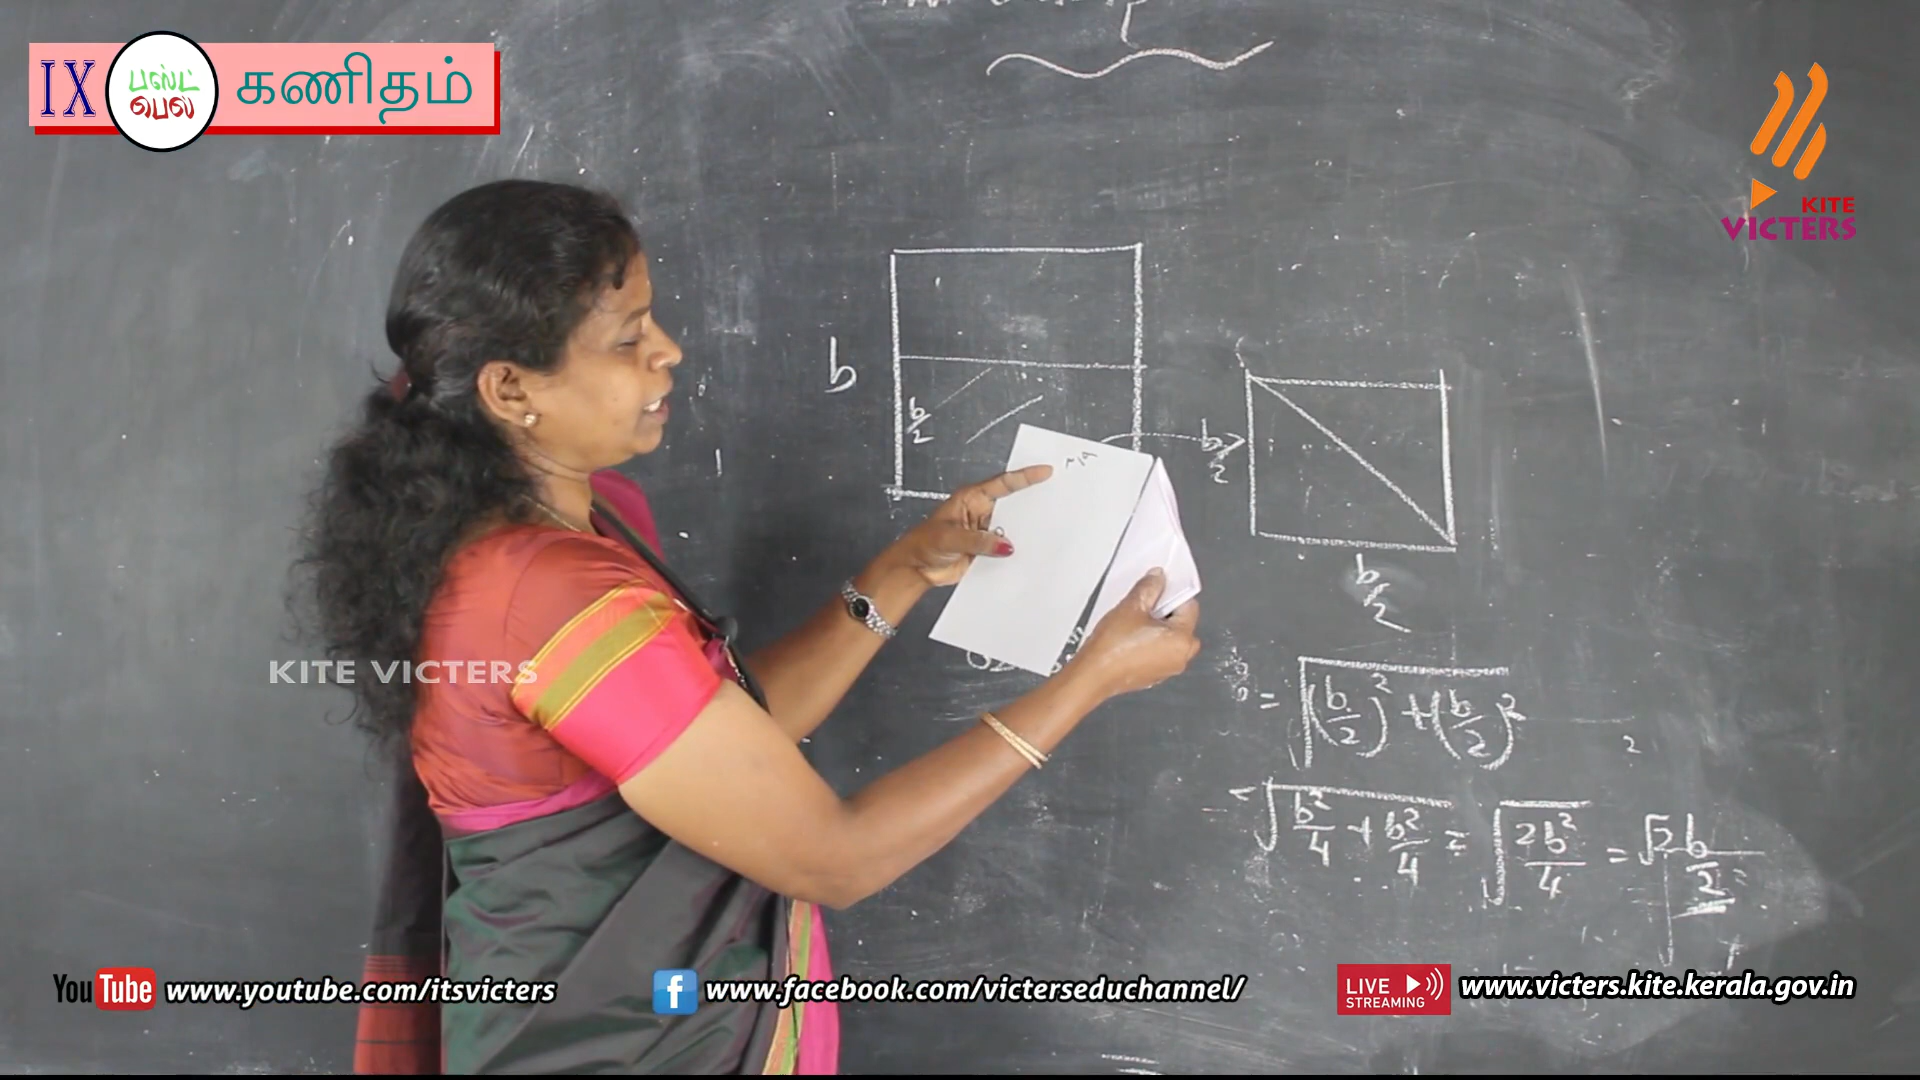 IX பஸ்ட் பெல் கணிதம்
KITE
VICTERS
b
b/2
b/2
b/2
KITE VICTERS
= √((b/2)² + (b/2)²)
√(b²/4 + b²/4) = √(2b²/4) = √2b/2
YouTube www.youtube.com/itsvicters
f www.facebook.com/victerseduchannel/
LIVE STREAMING www.victers.kite.kerala.gov.in